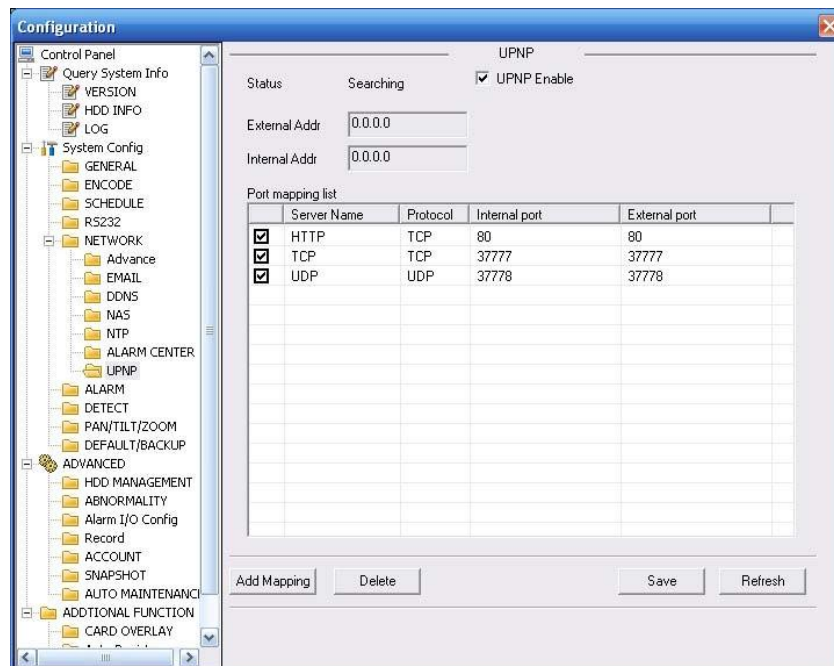 Configuration
Control Panel
Query System Info
VERSION
HDD INFO
LOG
System Config
GENERAL
ENCODE
SCHEDULE
RS232
NETWORK
Advance
EMAIL
DDNS
NAS
NTP
ALARM CENTER
UPNP
ALARM
DETECT
PAN/TILT/ZOOM
DEFAULT/BACKUP
ADVANCED
HDD MANAGEMENT
ABNORMALITY
Alarm I/O Config
Record
ACCOUNT
SNAPSHOT
AUTO MAINTENANC
ADDTIONAL FUNCTION
CARD OVERLAY
UPNP
Status Searching UPNP Enable
External Addr 0.0.0.0
Internal Addr 0.0.0.0
Port mapping list
Server Name Protocol Internal port External port
HTTP TCP 80 80
TCP TCP 37777 37777
UDP UDP 37778 37778
Add Mapping Delete Save Refresh